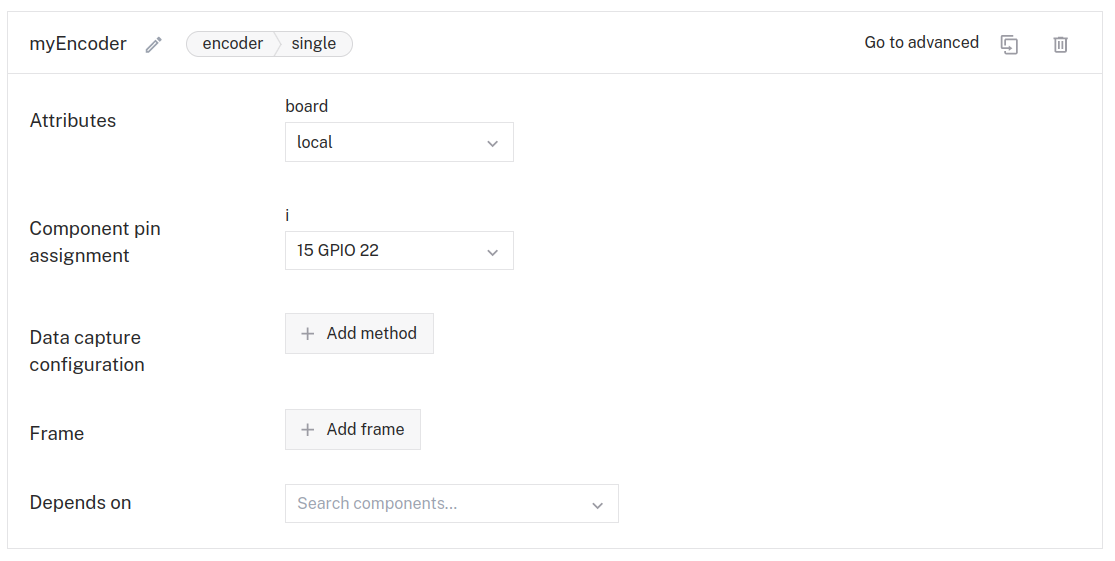 myEncoder encoder single Go to advanced
Attributes
board
local
Component pin
assignment
i
15 GPIO 22
Data capture
configuration
Add method
Frame
Add frame
Depends on
Search components...